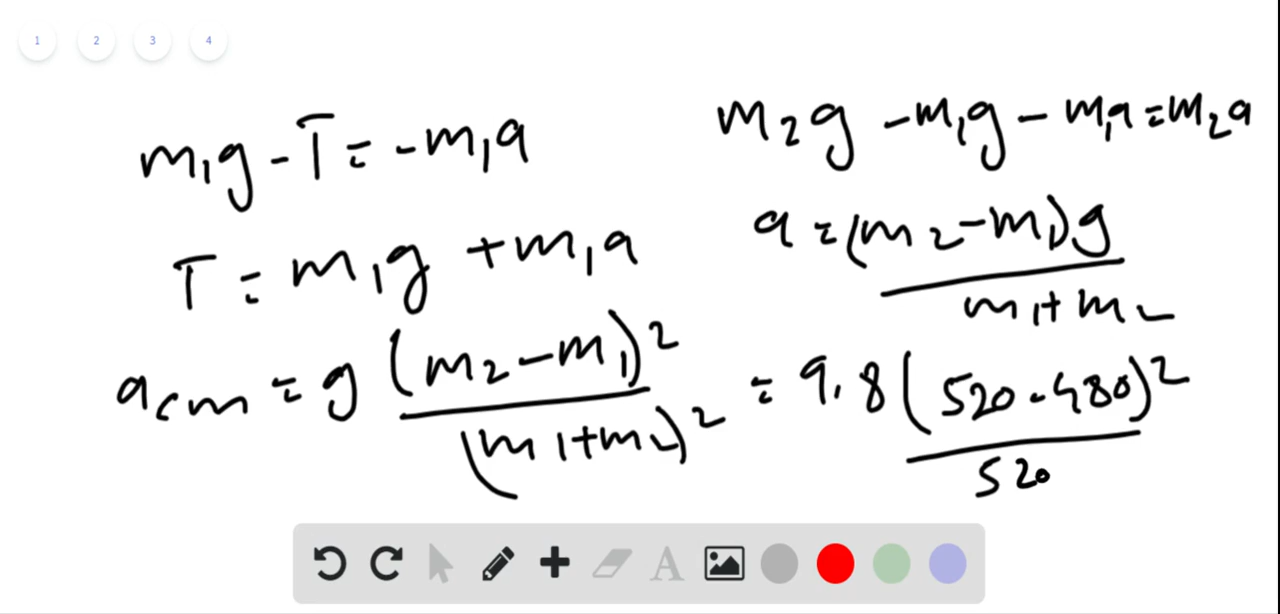 1 2 3 4
m₁g - T = -m₁a
T = m₁g + m₁a
m₂g - m₁g - m₁a = m₂a
a = (m₂-m₁)g / m₁+m₂
a cm = g (m₂-m₁)² / (m₁+m₂)² = 9.8 (520-480)² / 520
A